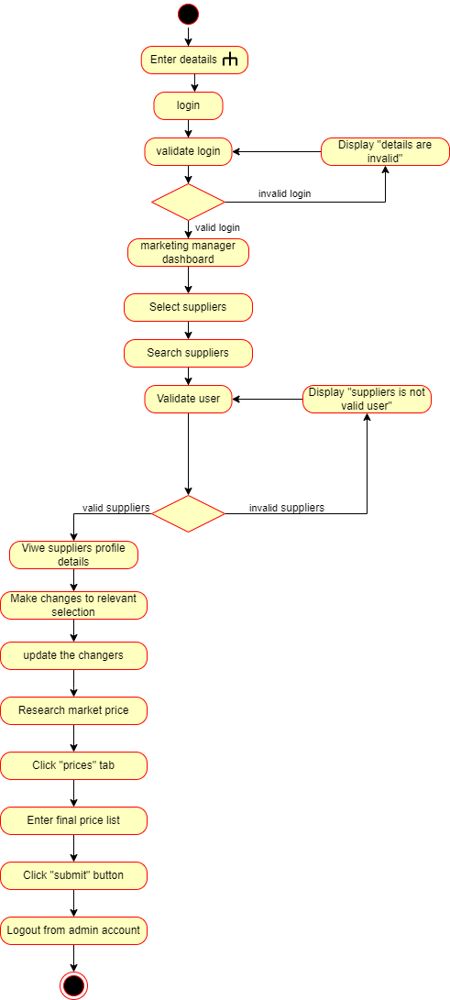 Enter deatails
login
validate login
Display "details are
invalid"
invalid login
valid login
marketing manager
dashboard
Select suppliers
Search suppliers
Validate user
Display "suppliers is not
valid user"
valid suppliers
invalid suppliers
Viwe suppliers profile
details
Make changes to relevant
selection
update the changers
Research market price
Click "prices" tab
Enter final price list
Click "submit" button
Logout from admin account